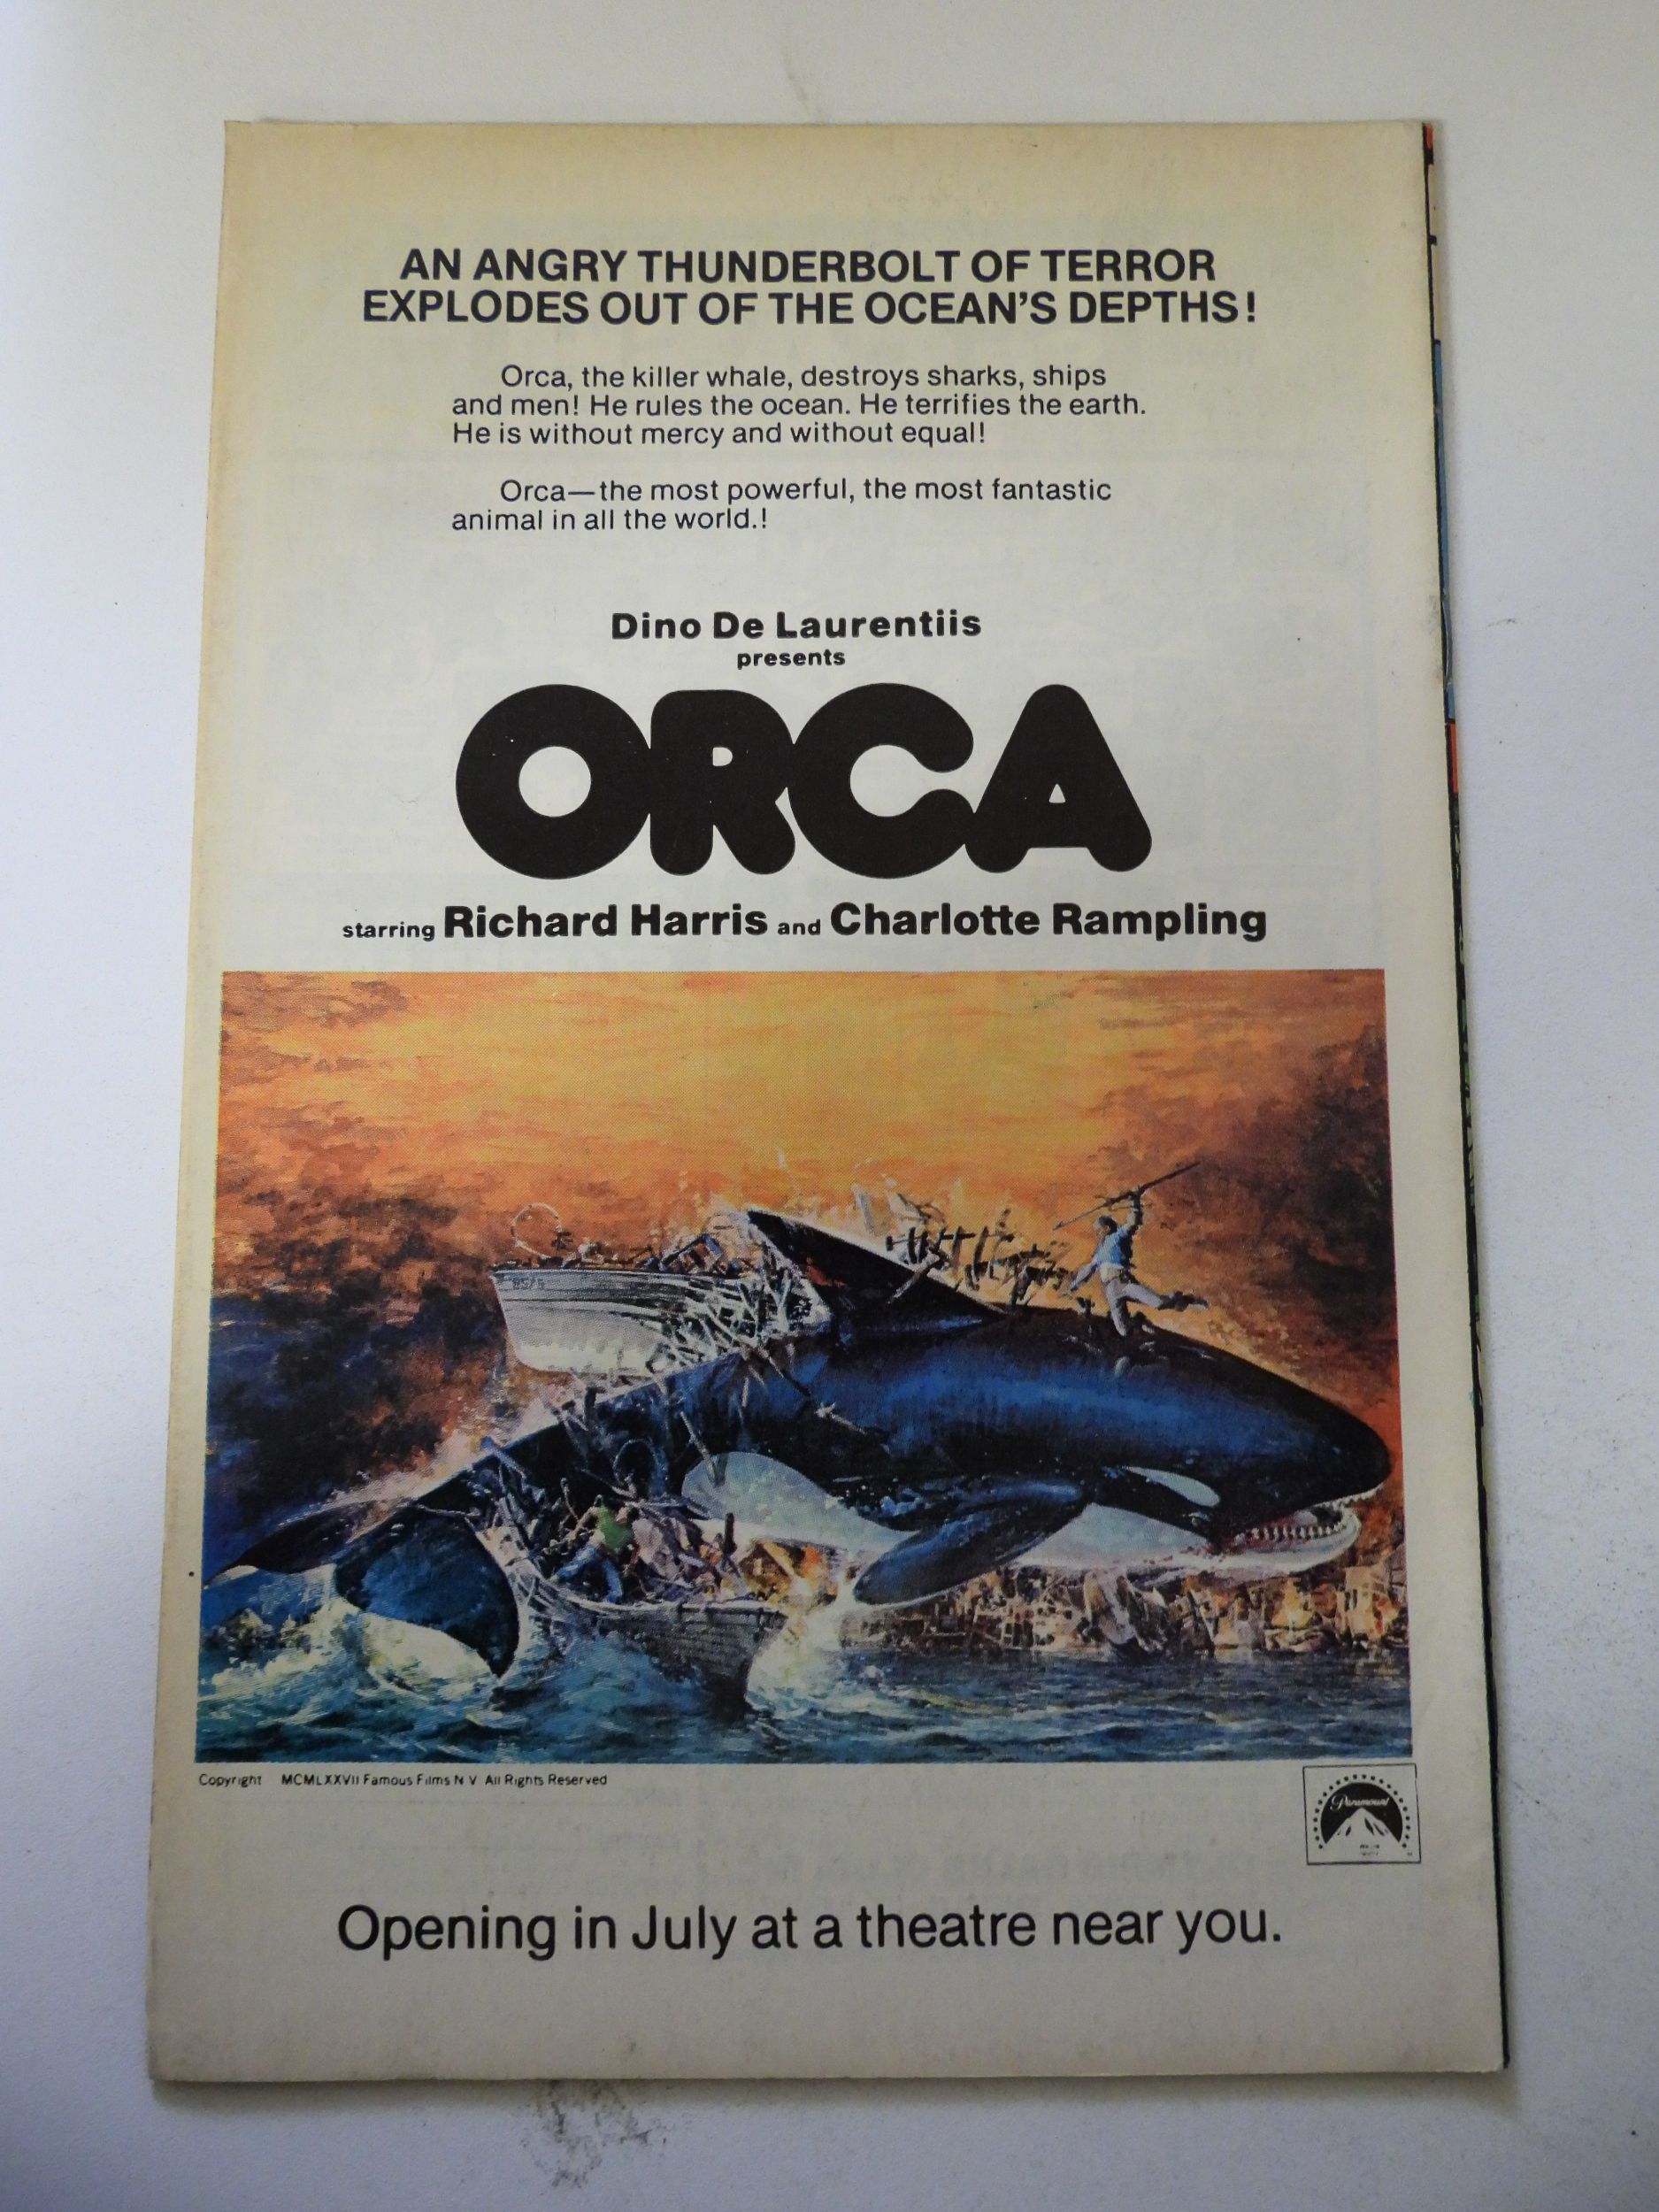 AN ANGRY THUNDERBOLT OF TERROR
EXPLODES OUT OF THE OCEAN'S DEPTHS!
Orca, the killer whale, destroys sharks, ships
and men! He rules the ocean. He terrifies the earth.
He is without mercy and without equal!
Orca—the most powerful, the most fantastic
animal in all the world.!
Dino De Laurentiis
presents
ORCA
starring Richard Harris and Charlotte Rampling
Copyright MCMLXXVII Famous Films N V All Rights Reserved
Paramount
Opening in July at a theatre near you.